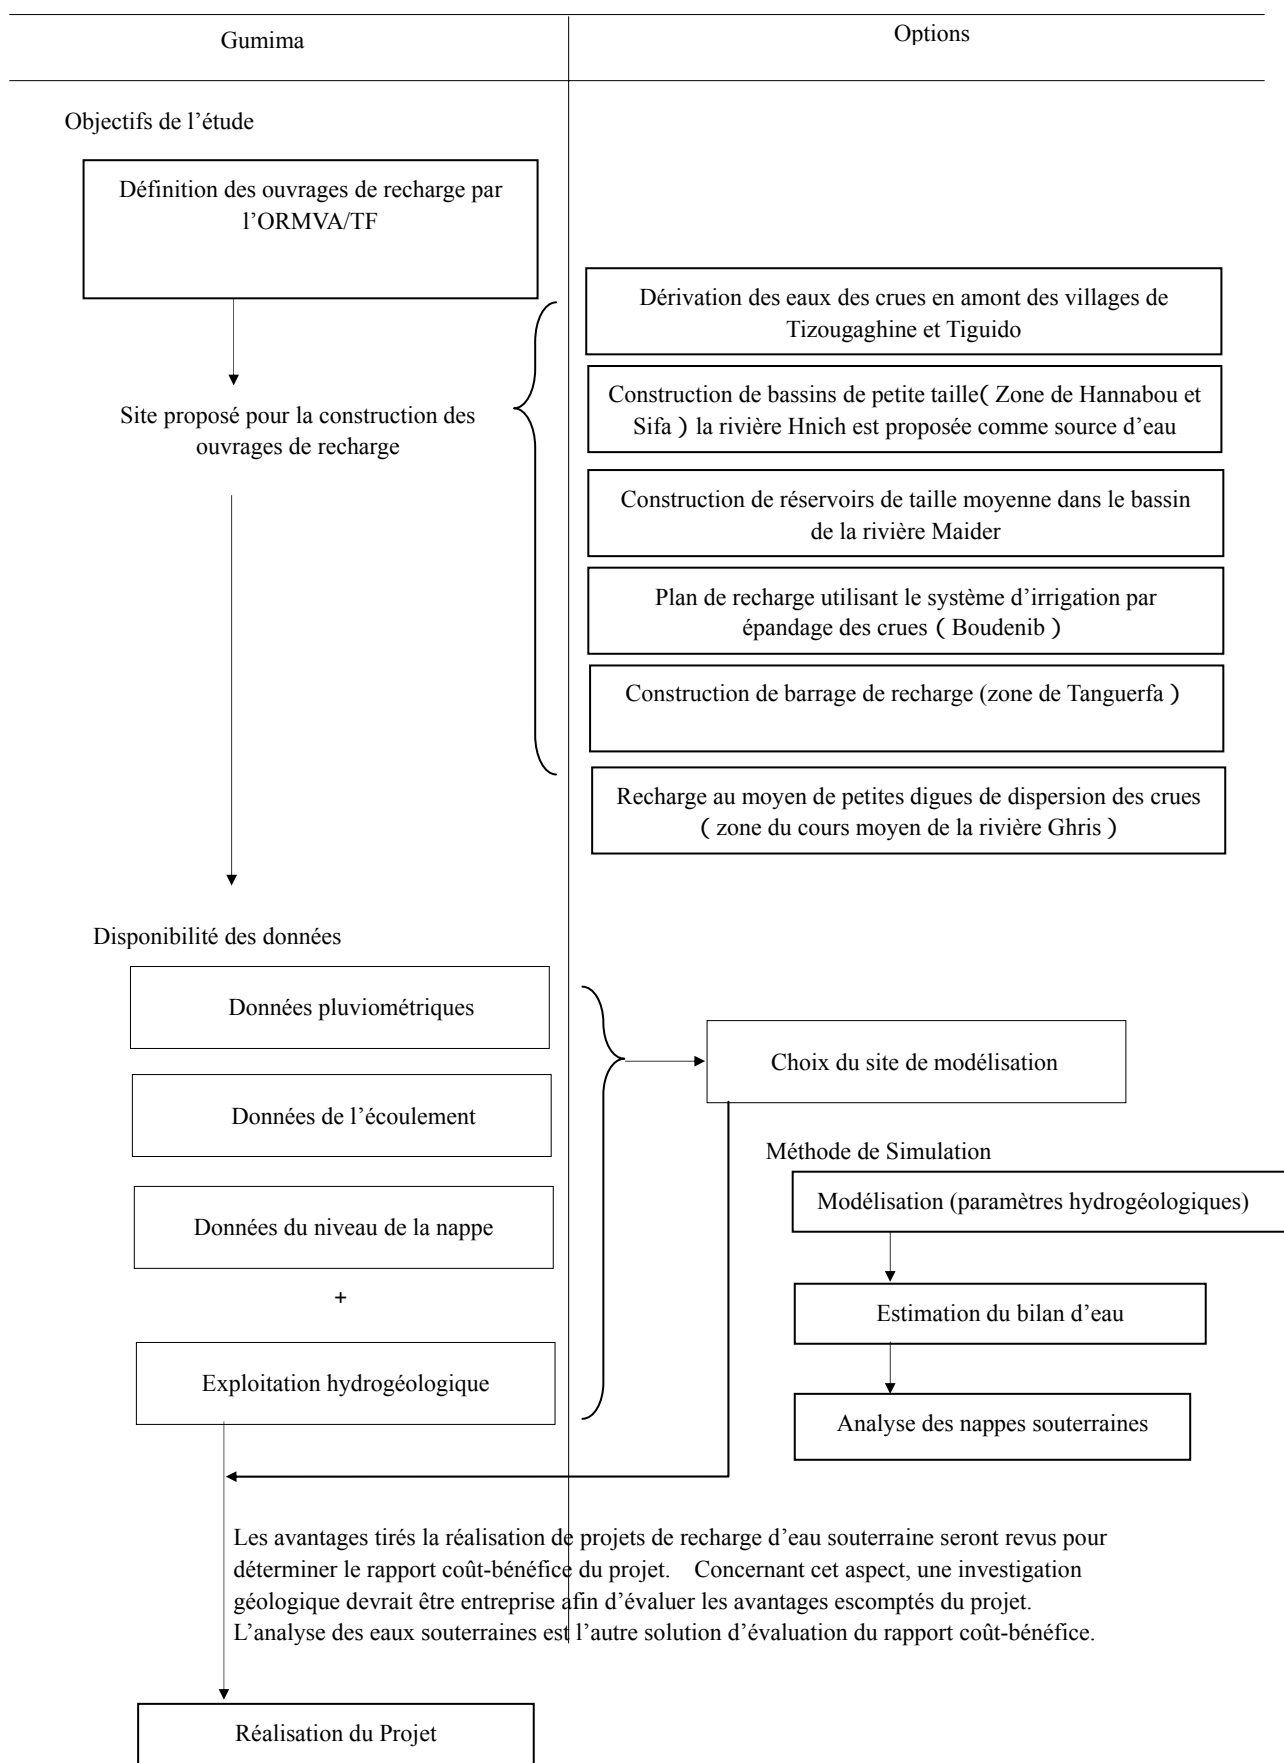 Gumima
Options
Objectifs de l’étude
Définition des ouvrages de recharge par
l’ORMVA/TF
Dérivation des eaux des crues en amont des villages de
Tizougaghine et Tiguido
Construction de bassins de petite taille( Zone de Hannabou et
Sifa ) la rivière Hnich est proposée comme source d’eau
Site proposé pour la construction des
ouvrages de recharge
Construction de réservoirs de taille moyenne dans le bassin
de la rivière Maider
Plan de recharge utilisant le système d’irrigation par
épandage des crues ( Boudenib )
Construction de barrage de recharge (zone de Tanguerfa )
Recharge au moyen de petites digues de dispersion des crues
( zone du cours moyen de la rivière Ghris )
Disponibilité des données
Données pluviométriques
Données de l’écoulement
Données du niveau de la nappe
+
Exploitation hydrogéologique
Choix du site de modélisation
Méthode de Simulation
Modélisation (paramètres hydrogéologiques)
Estimation du bilan d’eau
Analyse des nappes souterraines
Les avantages tirés la réalisation de projets de recharge d’eau souterraine seront revus pour
déterminer le rapport coût-bénéfice du projet. Concernant cet aspect, une investigation
géologique devrait être entreprise afin d’évaluer les avantages escomptés du projet.
L’analyse des eaux souterraines est l’autre solution d’évaluation du rapport coût-bénéfice.
Réalisation du Projet